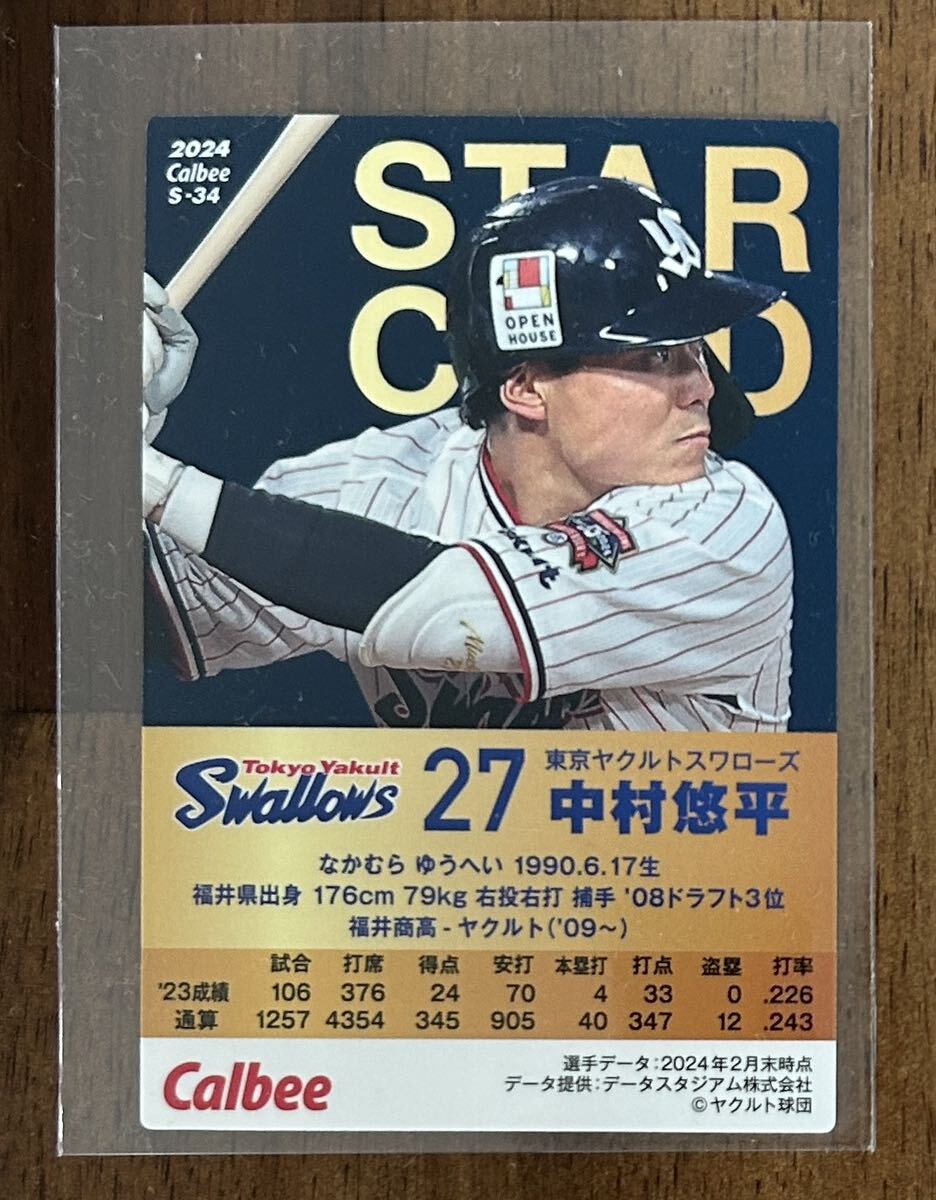 2024
Calbee
S-34
STAR
C D
OPEN
HOUSE
Tokyo Yakult
Swallows
27
東京ヤクルトスワローズ
中村悠平
なかむら ゆうへい 1990.6.17生
福井県出身 176cm 79kg 右投右打 捕手 '08ドラフト3位
福井商高 - ヤクルト('09〜)
試合 打席 得点 安打 本塁打 打点 盗塁 打率
'23成績 106 376 24 70 4 33 0 .226
通算 1257 4354 345 905 40 347 12 .243
Calbee
選手データ:2024年2月末時点
データ提供:データスタジアム株式会社
©ヤクルト球団